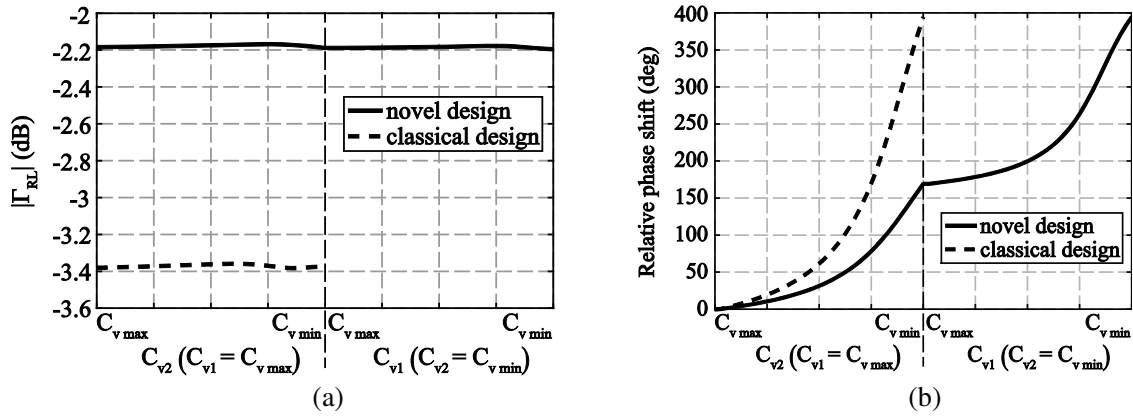 -2
-2.2
-2.4
-2.6
-2.8
-3
-3.2
-3.4
-3.6
|Γ_RL| (dB)
novel design
classical design
C_v max C_v min C_v max C_v min
C_v2 (C_v1 = C_v max) C_v1 (C_v2 = C_v min)
(a)
400
350
300
250
200
150
100
50
0
Relative phase shift (deg)
novel design
classical design
C_v max C_v min C_v max C_v min
C_v2 (C_v1 = C_v max) C_v1 (C_v2 = C_v min)
(b)